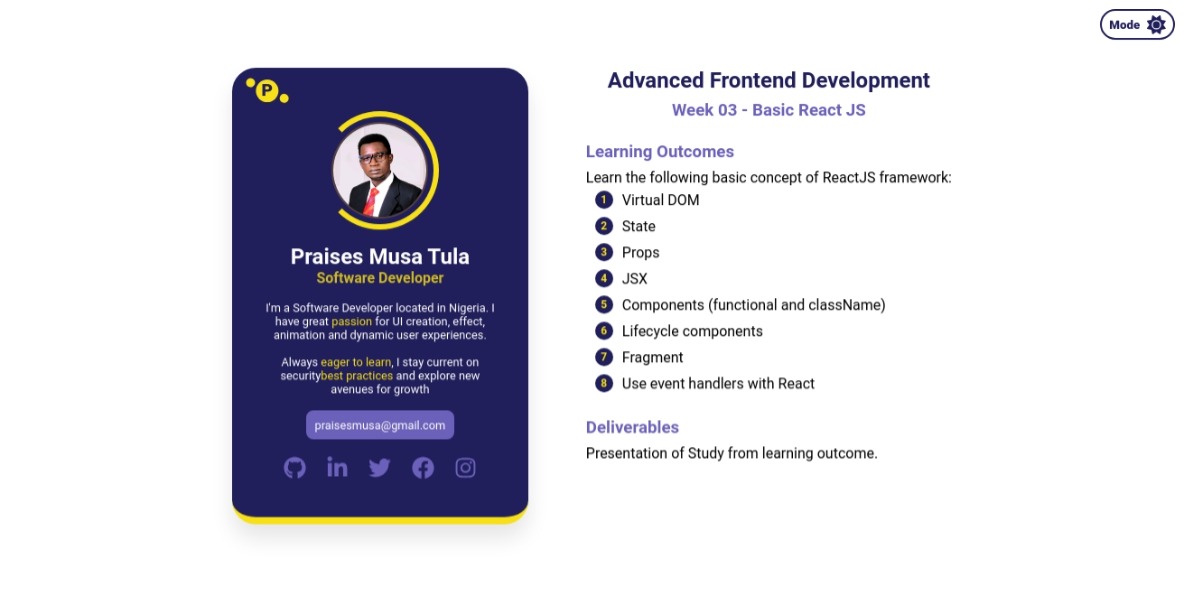 Mode
P
Praises Musa Tula
Software Developer
I'm a Software Developer located in Nigeria. I
have great passion for UI creation, effect,
animation and dynamic user experiences.
Always eager to learn, I stay current on
securitybest practices and explore new
avenues for growth
praisesmusa@gmail.com
in
Advanced Frontend Development
Week 03 - Basic React JS
Learning Outcomes
Learn the following basic concept of ReactJS framework:
1 Virtual DOM
2 State
3 Props
4 JSX
5 Components (functional and className)
6 Lifecycle components
7 Fragment
8 Use event handlers with React
Deliverables
Presentation of Study from learning outcome.